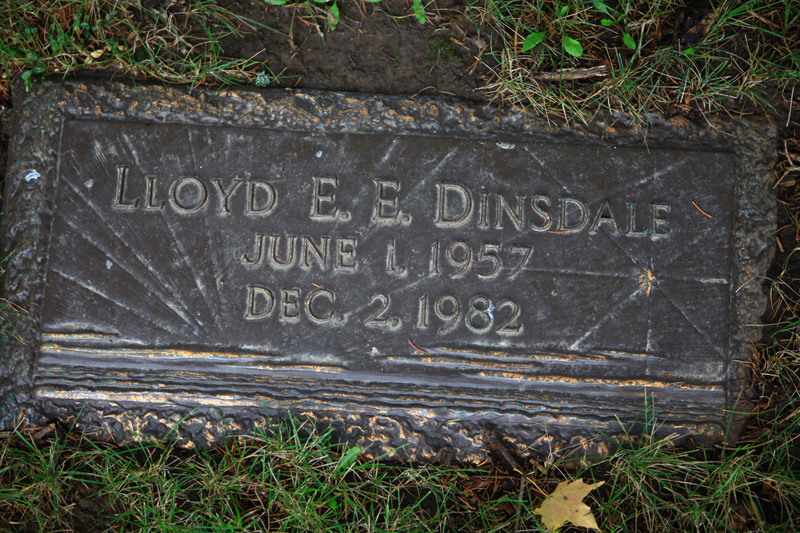 Lloyd E. E. Dinsdale
June 1, 1957
Dec. 2, 1982